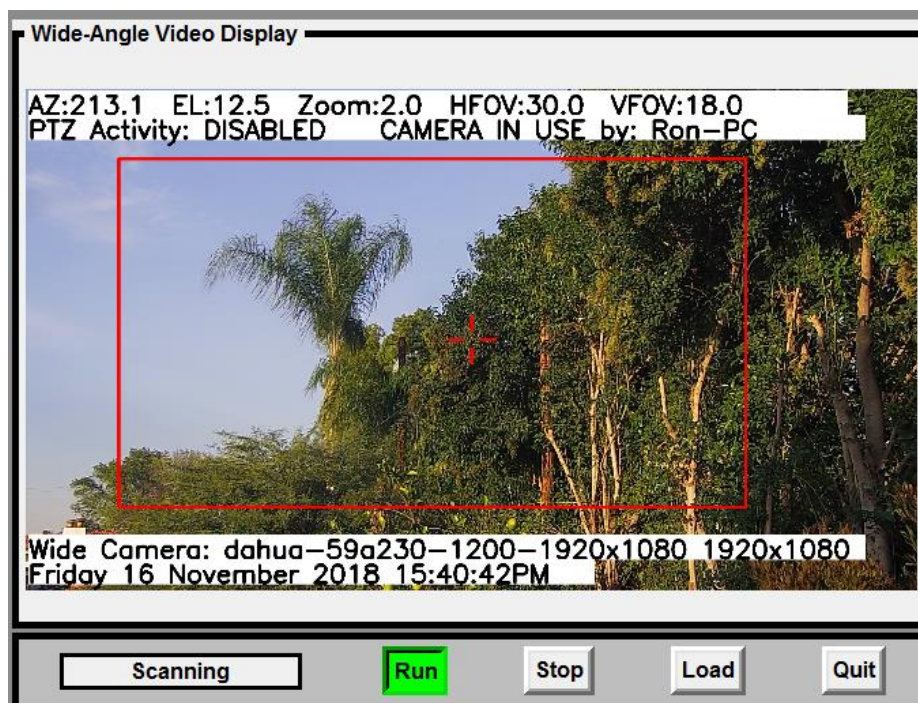 Wide-Angle Video Display
AZ:213.1 EL:12.5 Zoom:2.0 HFOV:30.0 VFOV:18.0
PTZ Activity: DISABLED CAMERA IN USE by: Ron-PC
Wide Camera: dahua-59a230-1200-1920x1080 1920x1080
Friday 16 November 2018 15:40:42PM
Scanning Run Stop Load Quit